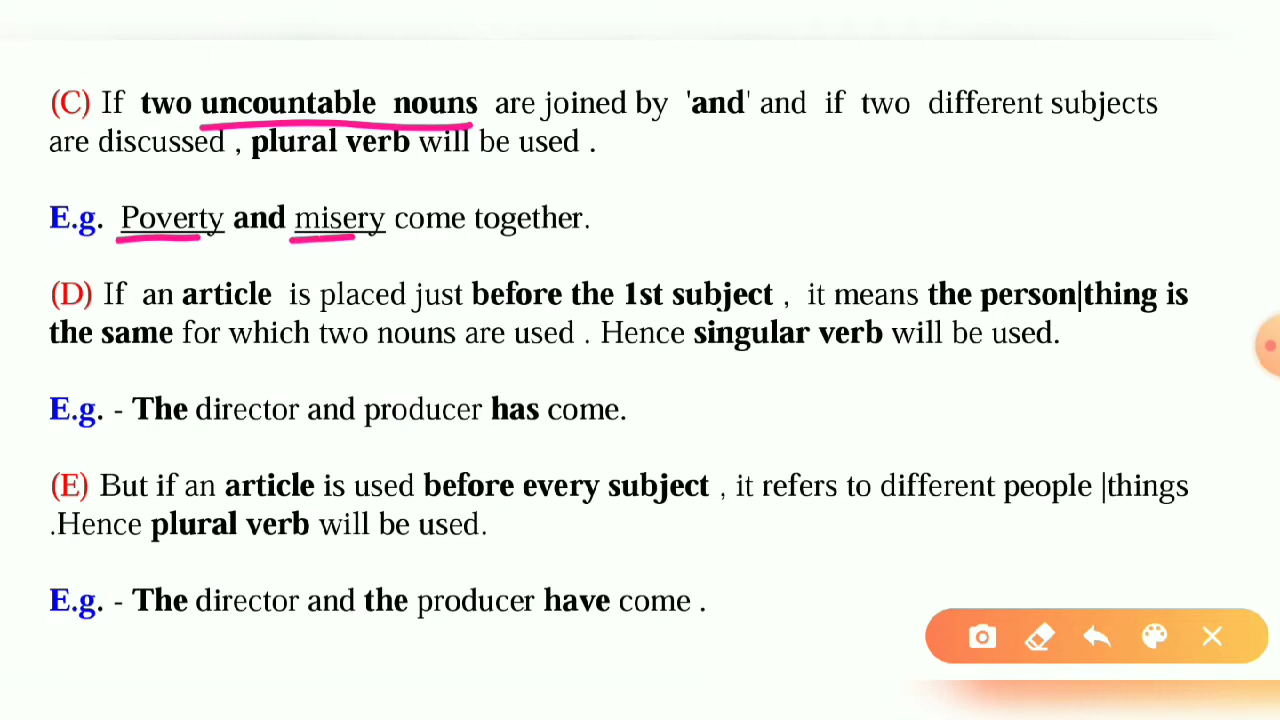 (C) If two uncountable nouns are joined by 'and' and if two different subjects
are discussed , plural verb will be used .
E.g. Poverty and misery come together.
(D) If an article is placed just before the 1st subject , it means the person|thing is
the same for which two nouns are used . Hence singular verb will be used.
E.g. - The director and producer has come.
(E) But if an article is used before every subject , it refers to different people |things
.Hence plural verb will be used.
E.g. - The director and the producer have come .